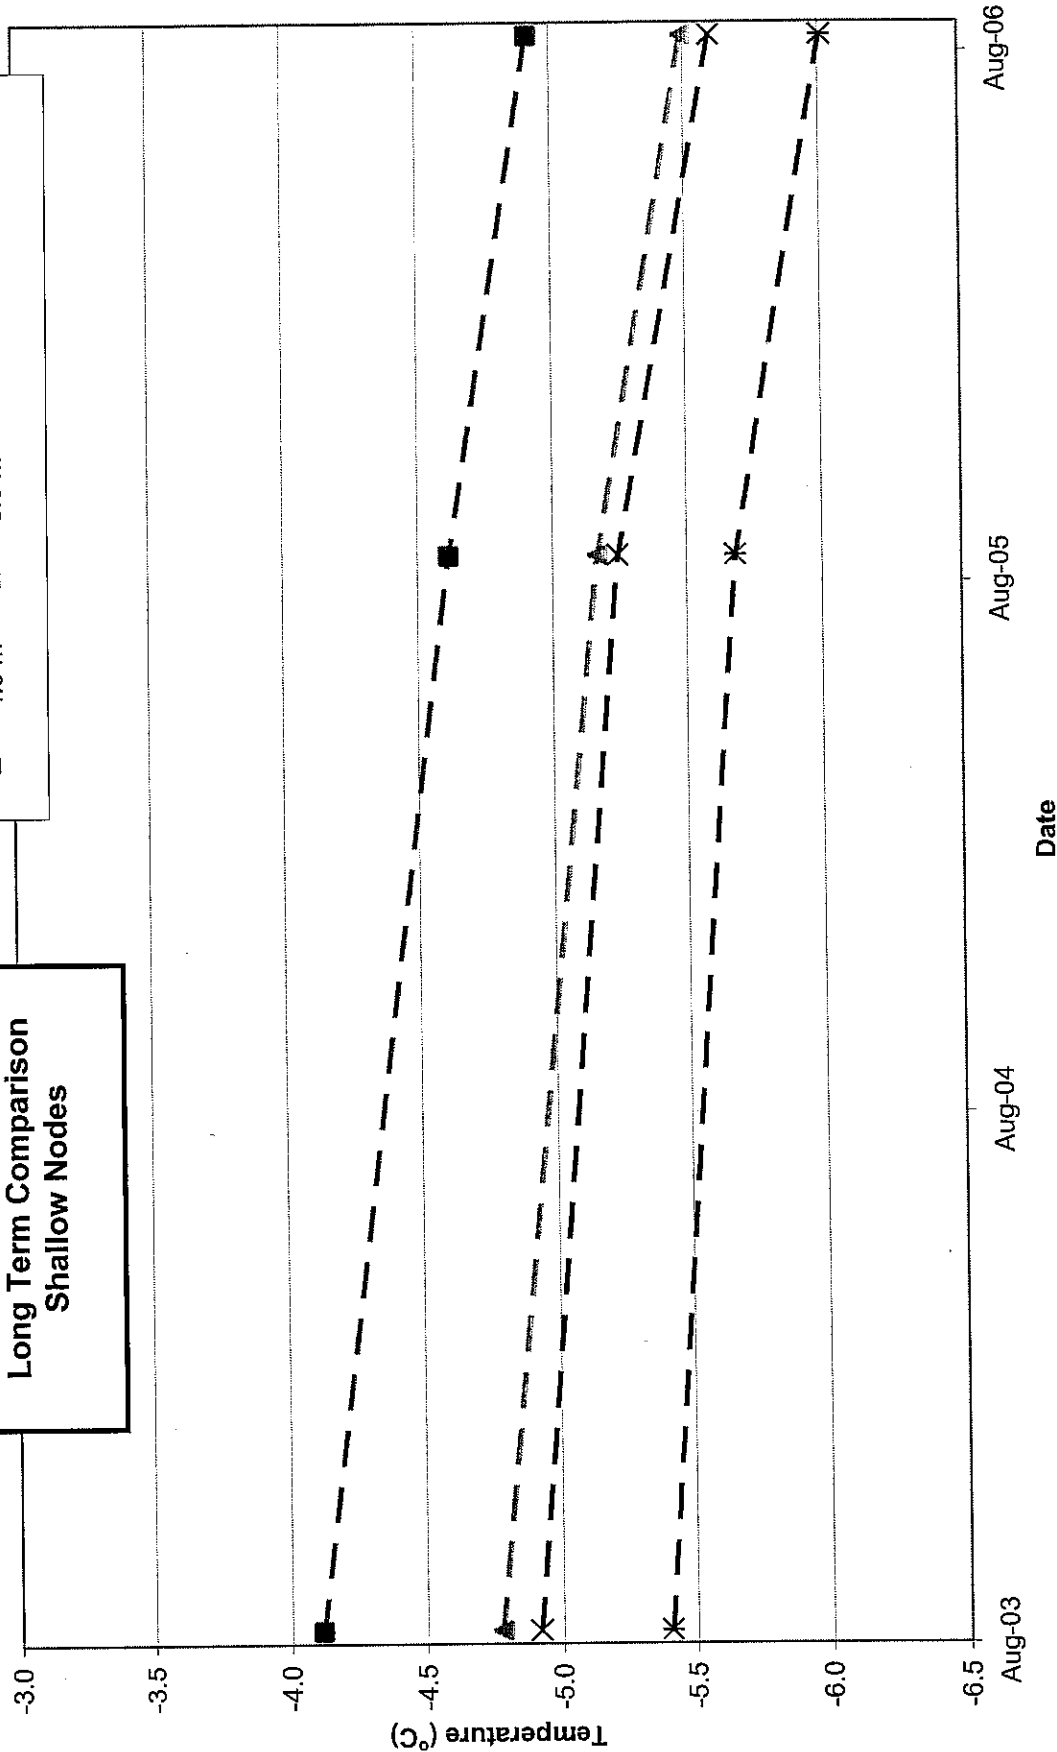 Long Term Comparison
Shallow Nodes
-3.0
-3.5
-4.0
-4.5
-5.0
-5.5
-6.0
-6.5
Temperature (°C)
Aug-03
Aug-04
Aug-05
Aug-06
Date